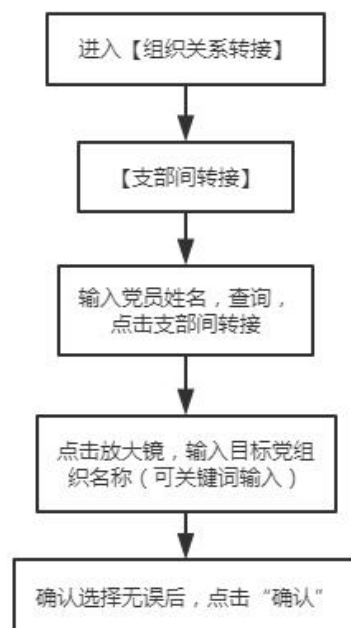 进入【组织关系转接】
【支部间转接】
输入党员姓名，查询，
点击支部间转接
点击放大镜，输入目标党组
织名称（可关键词输入）
确认选择无误后，点击“确认”